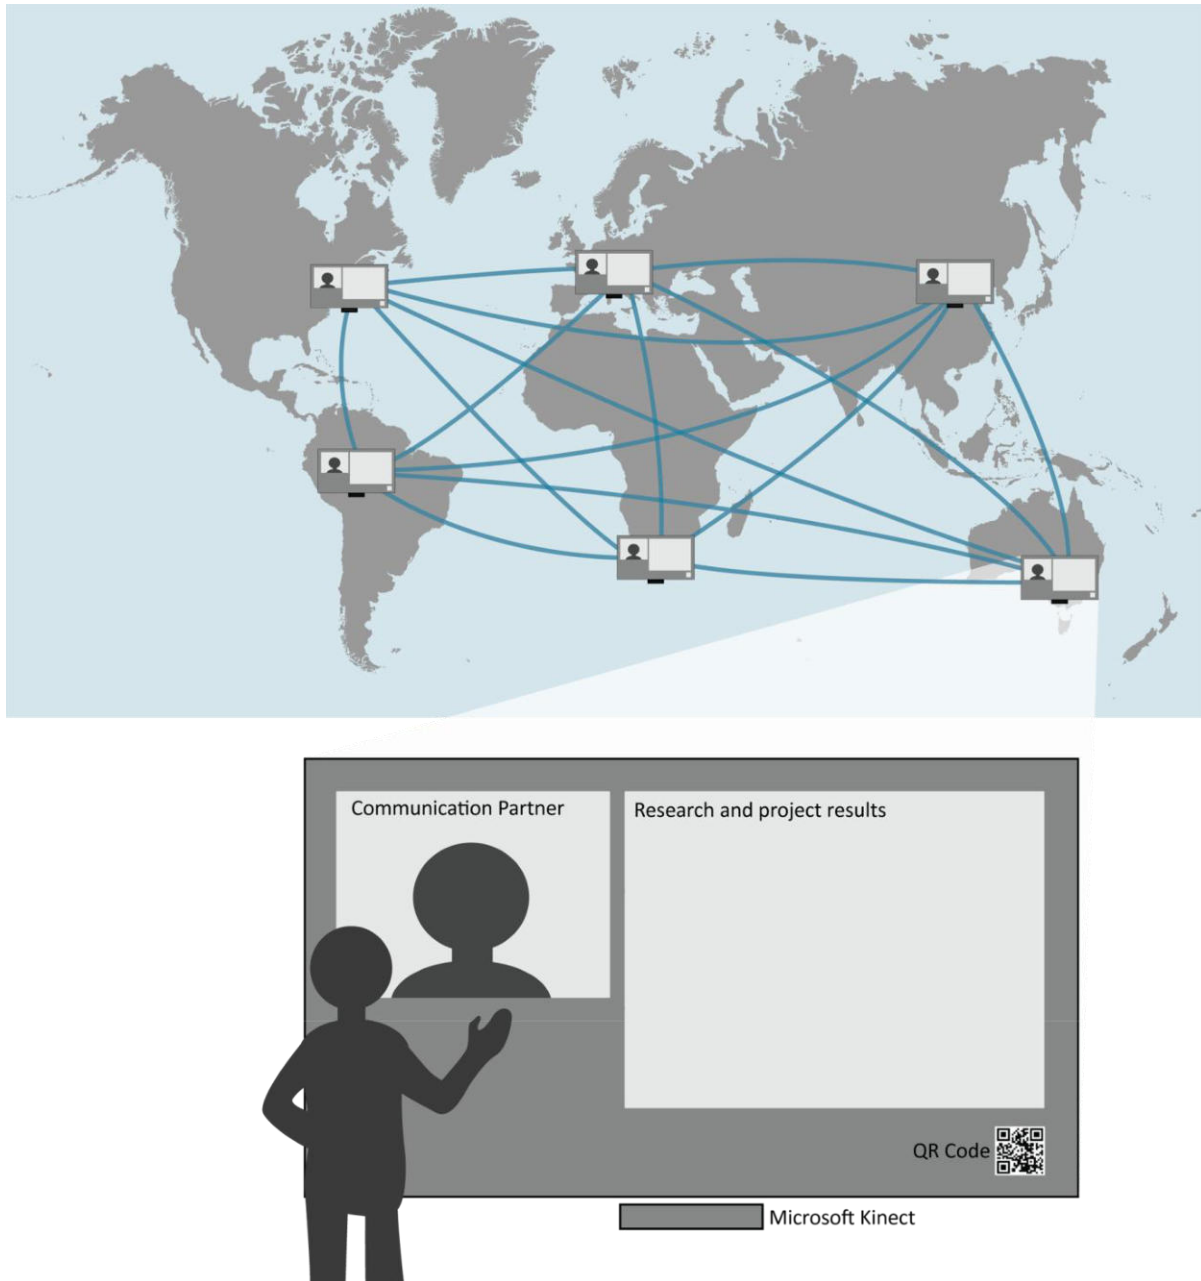 Communication Partner
Research and project results
QR Code
Microsoft Kinect